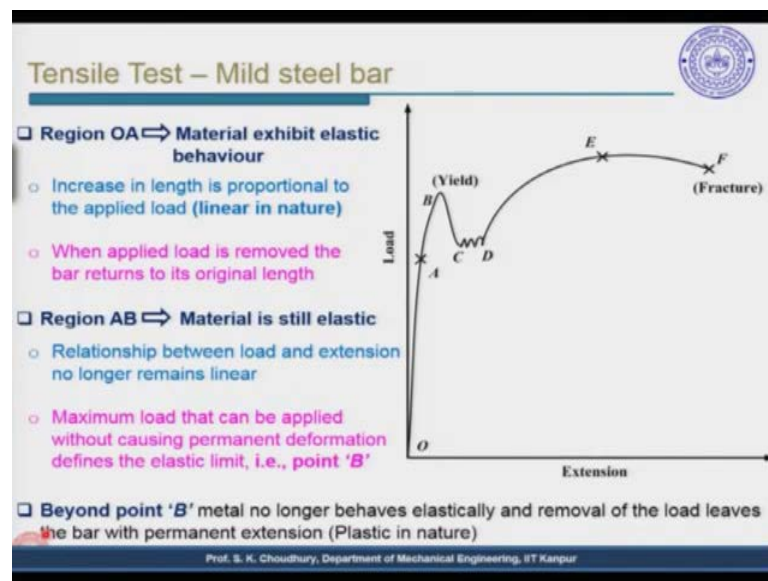 Tensile Test – Mild steel bar
❑ Region OA⇨ Material exhibit elastic
behaviour
o Increase in length is proportional to
the applied load (linear in nature)
o When applied load is removed the
bar returns to its original length
❑ Region AB ⇨ Material is still elastic
o Relationship between load and extension
no longer remains linear
o Maximum load that can be applied
without causing permanent deformation
defines the elastic limit, i.e., point ‘B’
Load
E
F
(Fracture)
(Yield)
B
C
D
A
O
Extension
❑ Beyond point ‘B’ metal no longer behaves elastically and removal of the load leaves
the bar with permanent extension (Plastic in nature)
Prof. S. K. Choudhury, Department of Mechanical Engineering, IIT Kanpur